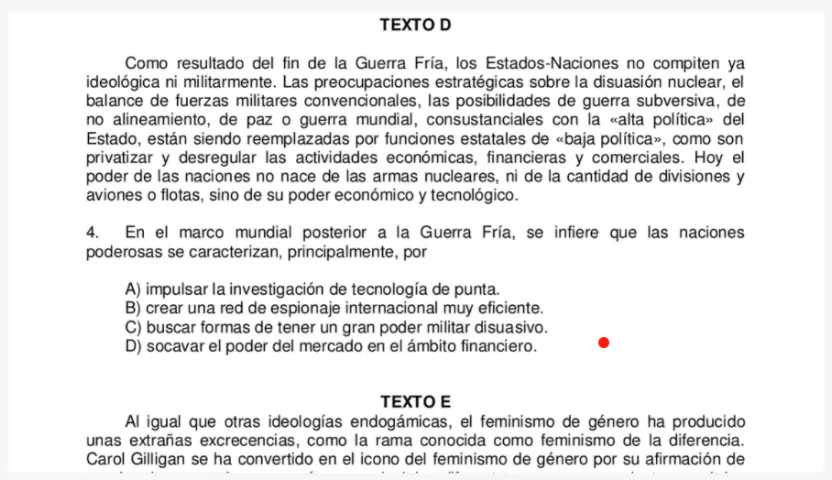 TEXTO D
Como resultado del fin de la Guerra Fría, los Estados-Naciones no compiten ya
ideológica ni militarmente. Las preocupaciones estratégicas sobre la disuasión nuclear, el
balance de fuerzas militares convencionales, las posibilidades de guerra subversiva, de
no alineamiento, de paz o guerra mundial, consustanciales con la «alta política» del
Estado, están siendo reemplazadas por funciones estatales de «baja política», como son
privatizar y desregular las actividades económicas, financieras y comerciales. Hoy el
poder de las naciones no nace de las armas nucleares, ni de la cantidad de divisiones y
aviones o flotas, sino de su poder económico y tecnológico.
4. En el marco mundial posterior a la Guerra Fría, se infiere que las naciones
poderosas se caracterizan, principalmente, por
A) impulsar la investigación de tecnología de punta.
B) crear una red de espionaje internacional muy eficiente.
C) buscar formas de tener un gran poder militar disuasivo.
D) socavar el poder del mercado en el ámbito financiero.
TEXTO E
Al igual que otras ideologías endogámicas, el feminismo de género ha producido
unas extrañas excrecencias, como la rama conocida como feminismo de la diferencia.
Carol Gilligan se ha convertido en el icono del feminismo de género por su afirmación de